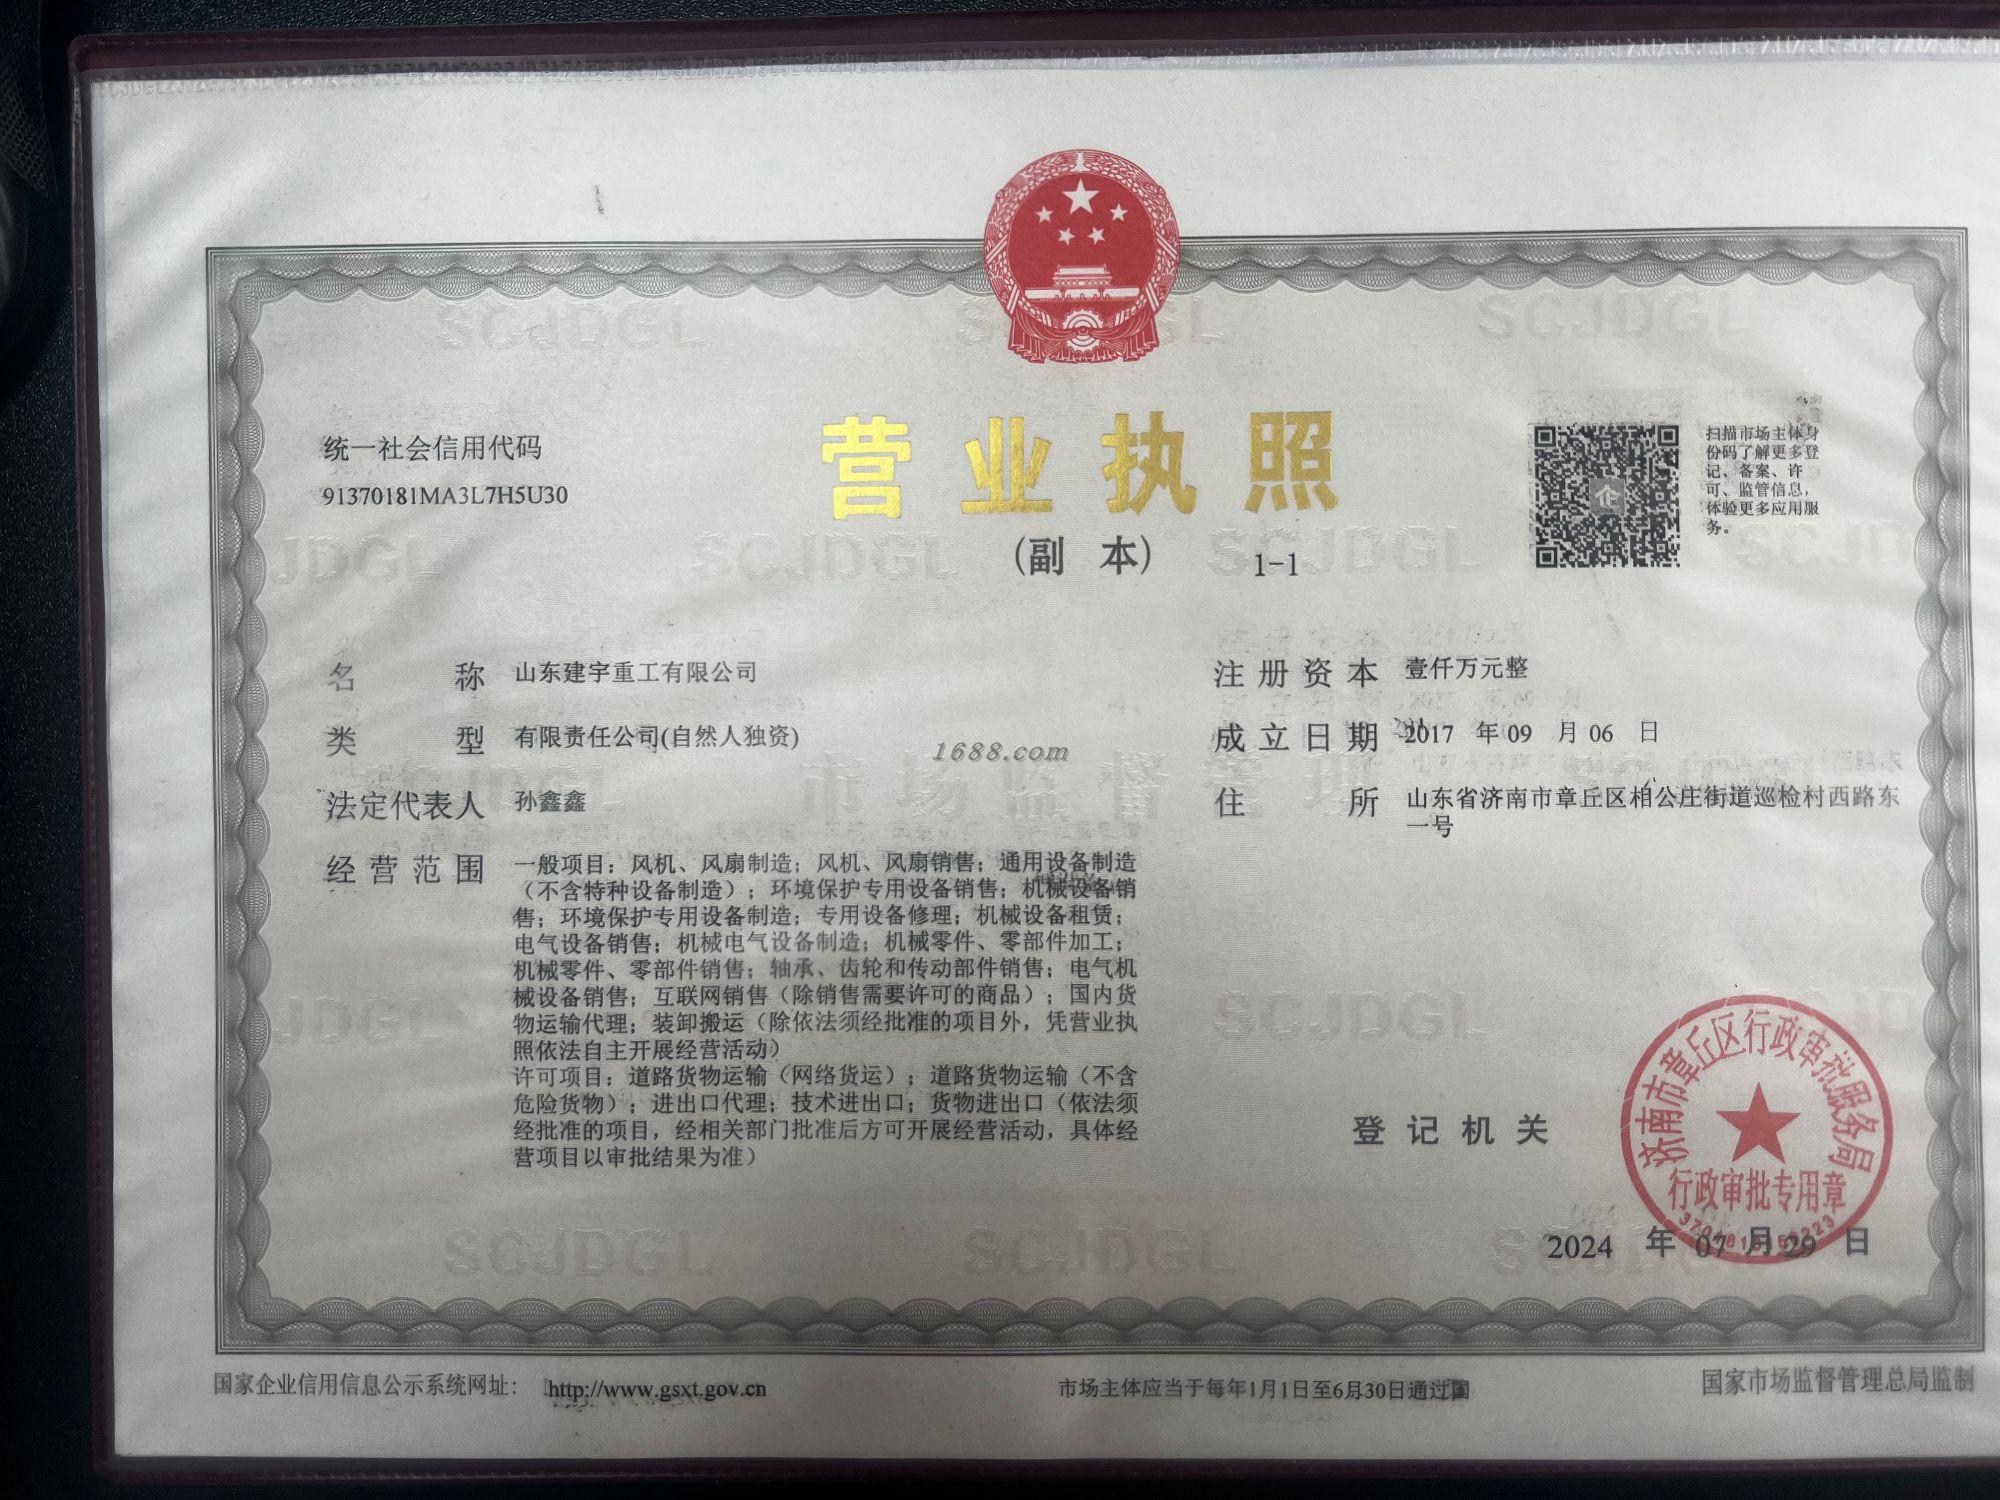 统一社会信用代码
91370181MA3L7H5U30
营业执照
(副 本) 1-1
扫描市场主体身
份码了解更多登
记、备案、许
可、监管信息，
体验更多应用服
务。
名 称 山东建宇重工有限公司
类 型 有限责任公司(自然人独资)
法定代表人 孙鑫鑫
经营范围 一般项目：风机、风扇制造；风机、风扇销售；通用设备制造
（不含特种设备制造）；环境保护专用设备销售；机械设备销
售；环境保护专用设备制造；专用设备修理；机械设备租赁；
电气设备销售；机械电气设备制造；机械零件、零部件加工；
机械零件、零部件销售；轴承、齿轮和传动部件销售；电气机
械设备销售；互联网销售（除销售需要许可的商品）；国内货
物运输代理；装卸搬运（除依法须经批准的项目外，凭营业执
照依法自主开展经营活动）
许可项目：道路货物运输（网络货运）；道路货物运输（不含
危险货物）；进出口代理；技术进出口；货物进出口（依法须
经批准的项目，经相关部门批准后方可开展经营活动，具体经
营项目以审批结果为准）
注册资本 壹仟万元整
成立日期 2017 年 09 月 06 日
住 所 山东省济南市章丘区相公庄街道巡检村西路东
一号
1688.com
登记机关
济南市章丘区行政审批服务局
行政审批专用章
2024 年 07 月 29 日
国家企业信用信息公示系统网址： http://www.gsxt.gov.cn
市场主体应当于每年1月1日至6月30日通过国
国家市场监督管理总局监制